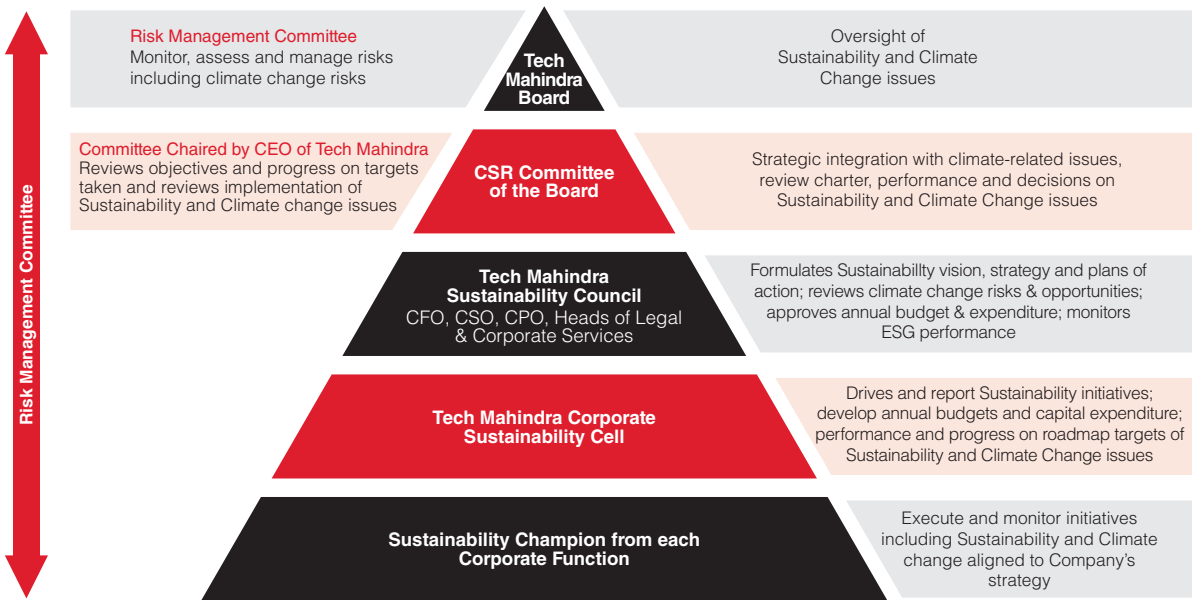 Risk Management Committee
Risk Management Committee
Monitor, assess and manage risks
including climate change risks
Tech
Mahindra
Board
Oversight of
Sustainability and Climate
Change issues
Committee Chaired by CEO of Tech Mahindra
Reviews objectives and progress on targets
taken and reviews implementation of
Sustainability and Climate change issues
CSR Committee
of the Board
Strategic integration with climate-related issues,
review charter, performance and decisions on
Sustainability and Climate Change issues
Tech Mahindra
Sustainability Council
CFO, CSO, CPO, Heads of Legal
& Corporate Services
Formulates Sustainabillty vision, strategy and plans of
action; reviews climate change risks & opportunities;
approves annual budget & expenditure; monitors
ESG performance
Tech Mahindra Corporate
Sustainability Cell
Drives and report Sustainability initiatives;
develop annual budgets and capital expenditure;
performance and progress on roadmap targets of
Sustainability and Climate Change issues
Sustainability Champion from each
Corporate Function
Execute and monitor initiatives
including Sustainability and Climate
change aligned to Company's
strategy